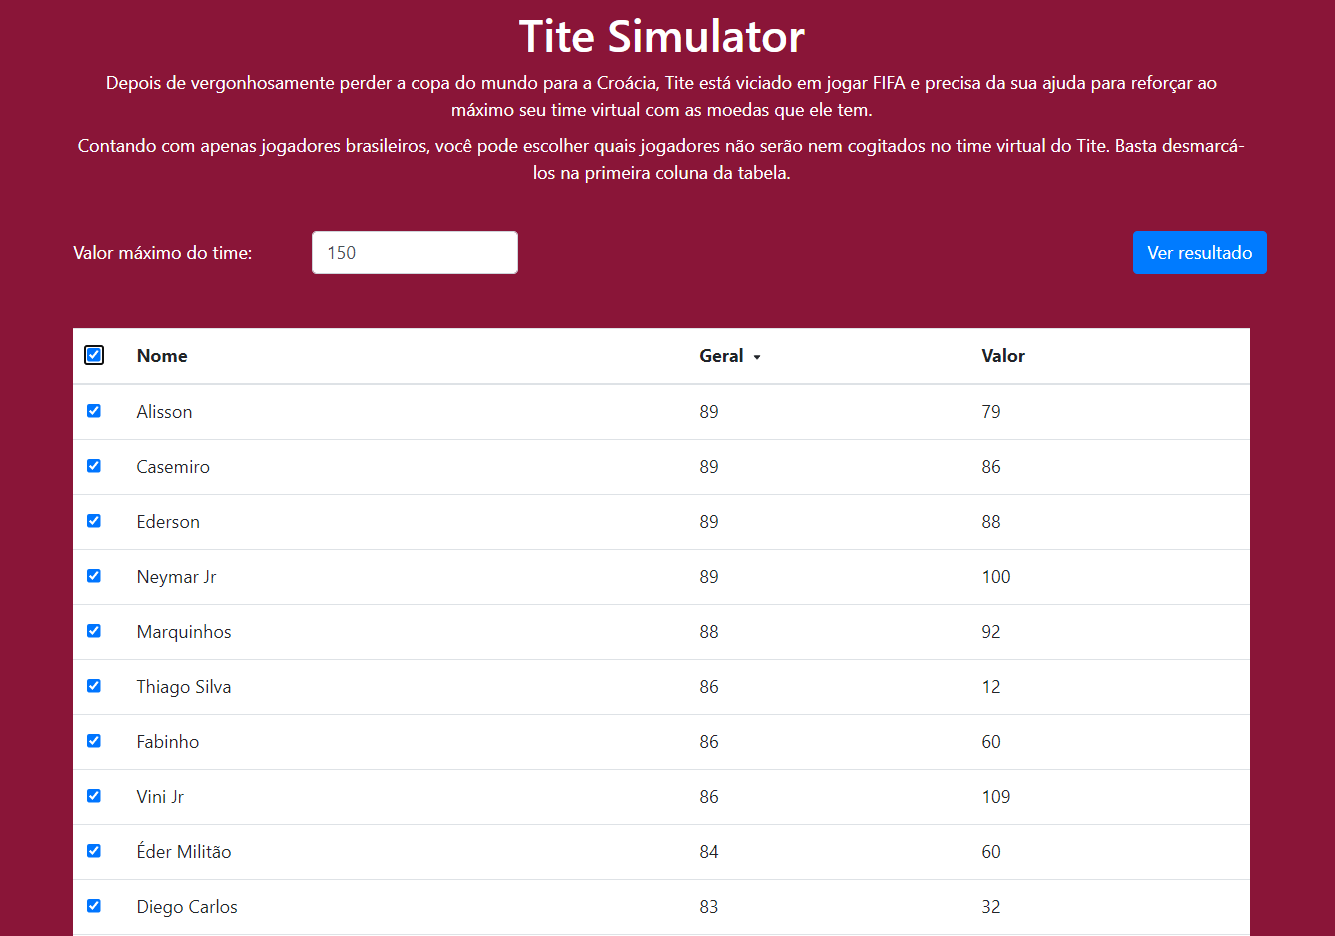 Tite Simulator
Depois de vergonhosamente perder a copa do mundo para a Croácia, Tite está viciado em jogar FIFA e precisa da sua ajuda para reforçar ao
máximo seu time virtual com as moedas que ele tem.
Contando com apenas jogadores brasileiros, você pode escolher quais jogadores não serão nem cogitados no time virtual do Tite. Basta desmarcá-
los na primeira coluna da tabela.
Valor máximo do time: 150 Ver resultado
Nome Geral Valor
Alisson 89 79
Casemiro 89 86
Ederson 89 88
Neymar Jr 89 100
Marquinhos 88 92
Thiago Silva 86 12
Fabinho 86 60
Vini Jr 86 109
Éder Militão 84 60
Diego Carlos 83 32